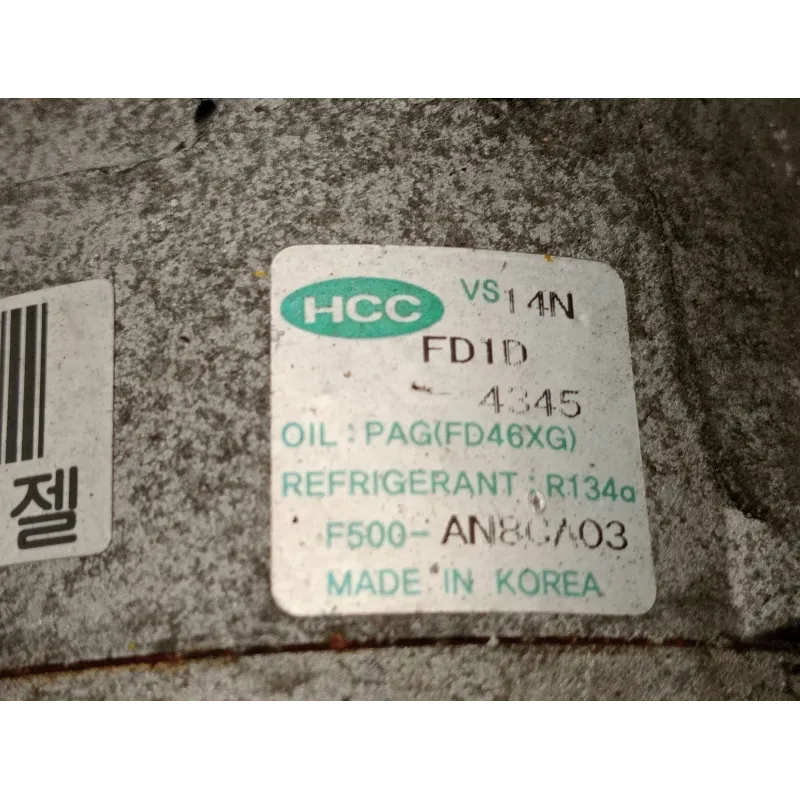 HCC VS14N
FD1D
4345
OIL : PAG(FD46XG)
REFRIGERANT : R134a
F500-AN8CA03
MADE IN KOREA
젤